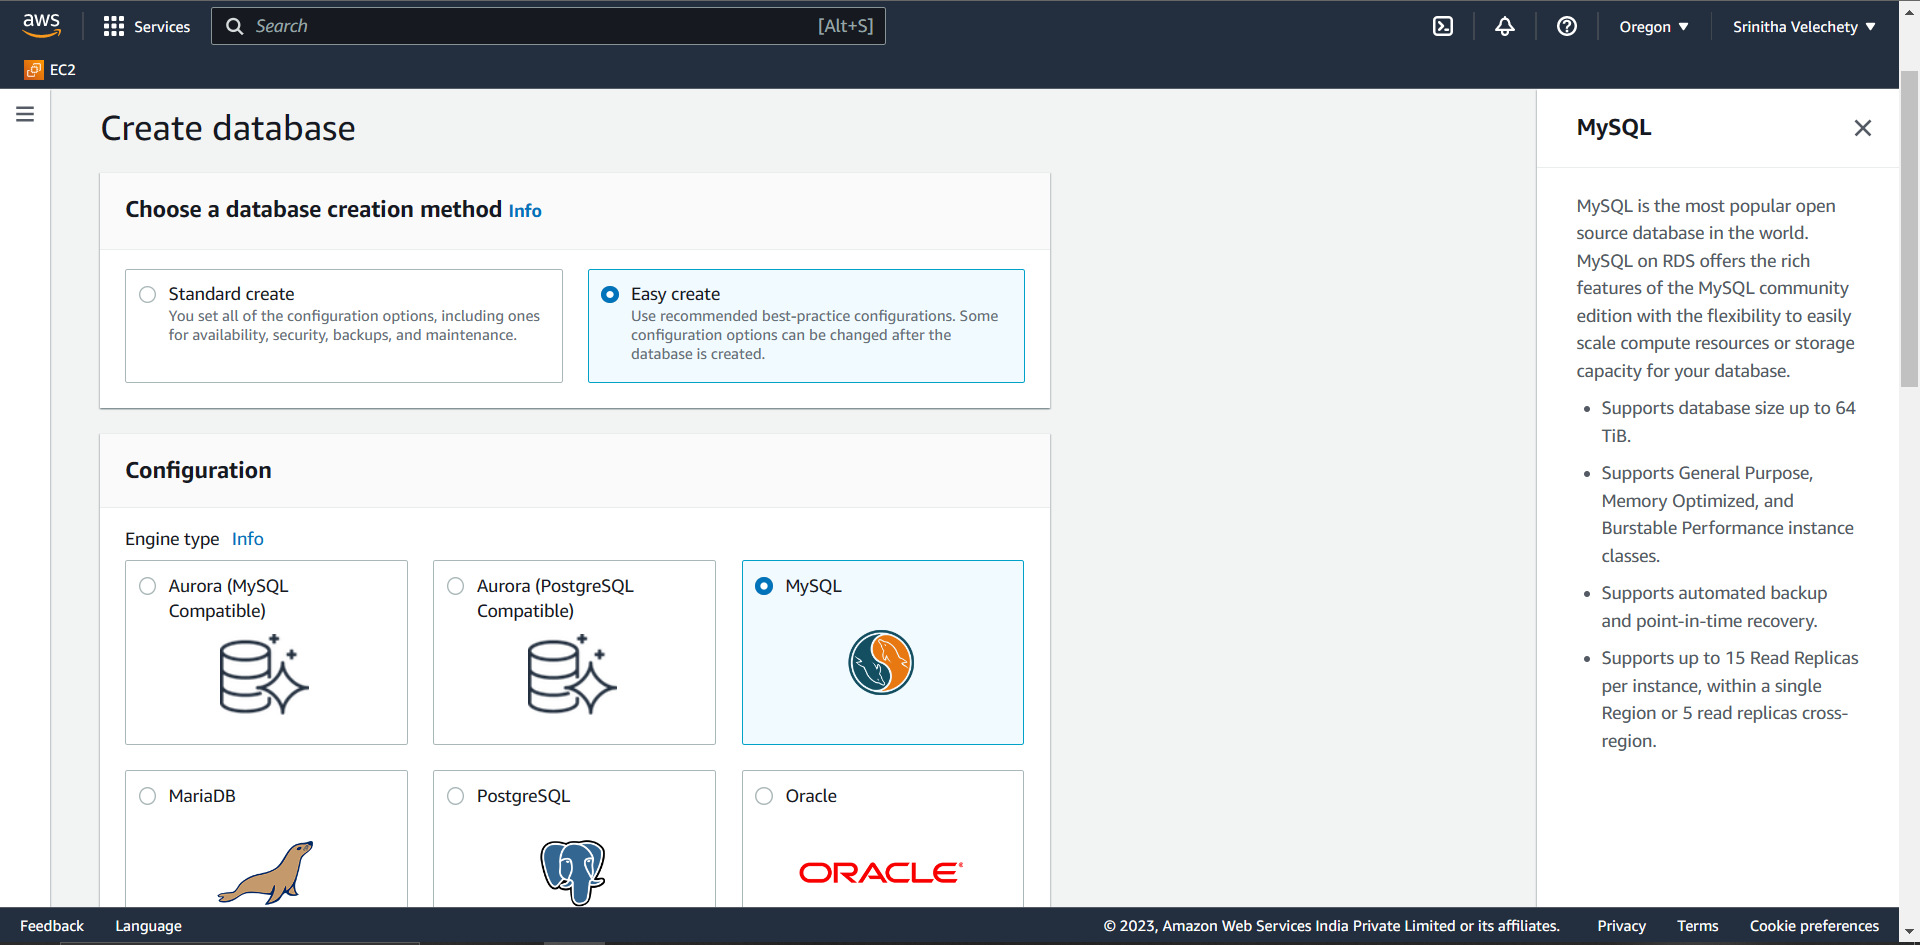 aws
Services
Search
[Alt+S]
Oregon
Srinitha Velechety
EC2
Create database
Choose a database creation method Info
Standard create
You set all of the configuration options, including ones
for availability, security, backups, and maintenance.
Easy create
Use recommended best-practice configurations. Some
configuration options can be changed after the
database is created.
Configuration
Engine type Info
Aurora (MySQL
Compatible)
Aurora (PostgreSQL
Compatible)
MySQL
MariaDB
PostgreSQL
Oracle
ORACLE
MySQL
MySQL is the most popular open
source database in the world.
MySQL on RDS offers the rich
features of the MySQL community
edition with the flexibility to easily
scale compute resources or storage
capacity for your database.
• Supports database size up to 64
TiB.
• Supports General Purpose,
Memory Optimized, and
Burstable Performance instance
classes.
• Supports automated backup
and point-in-time recovery.
• Supports up to 15 Read Replicas
per instance, within a single
Region or 5 read replicas cross-
region.
Feedback
Language
© 2023, Amazon Web Services India Private Limited or its affiliates.
Privacy
Terms
Cookie preferences